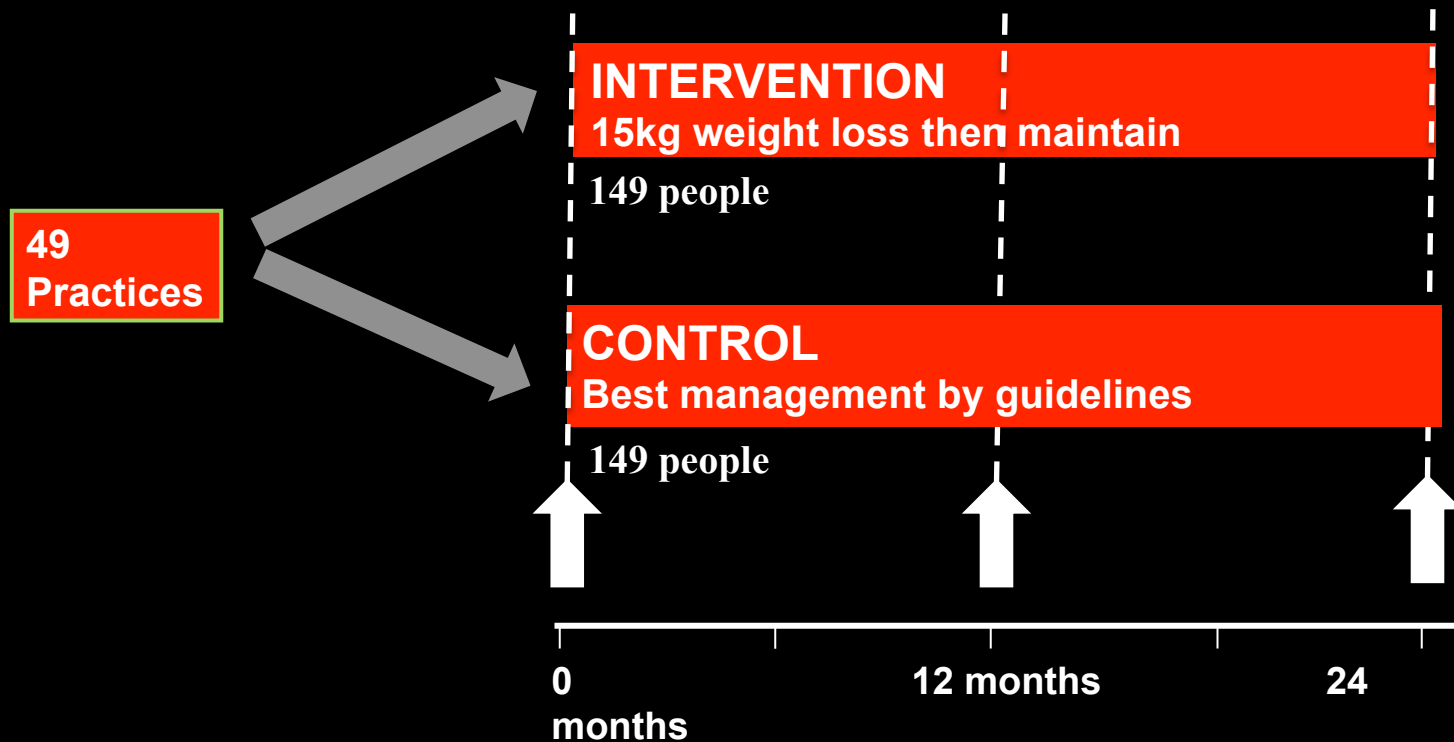 INTERVENTION
15kg weight loss then maintain
149 people
49
Practices
CONTROL
Best management by guidelines
149 people
0
months
12 months
24